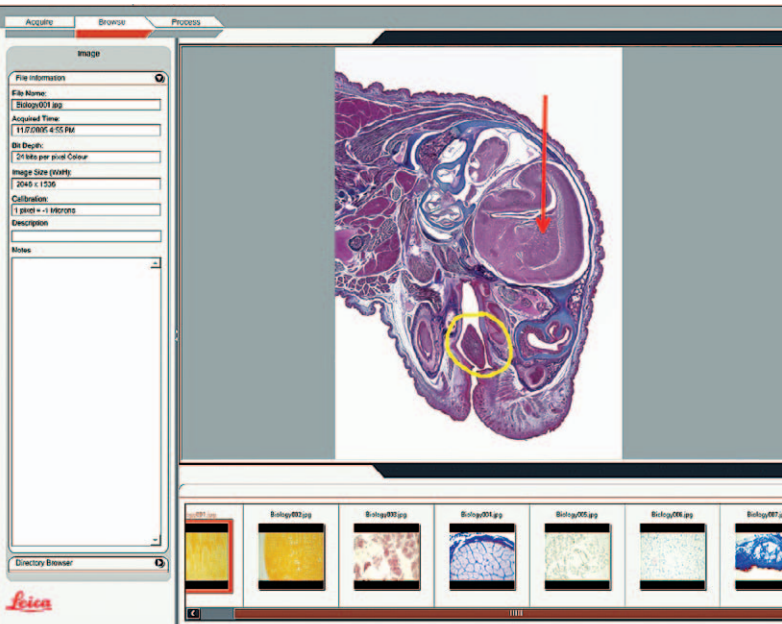 Acquire
Browse
Process
Image
File Information
File Name:
Biology001.jpg
Acquired Time:
11/7/2005 4:55 PM
Bit Depth:
24 bits per pixel Colour
Image Size (WxH):
2048 x 1536
Calibration:
1 pixel = -1 Microns
Description
Notes
Directory Browser
Leica
Biology002.jpg
Biology003.jpg
Biology004.jpg
Biology005.jpg
Biology006.jpg